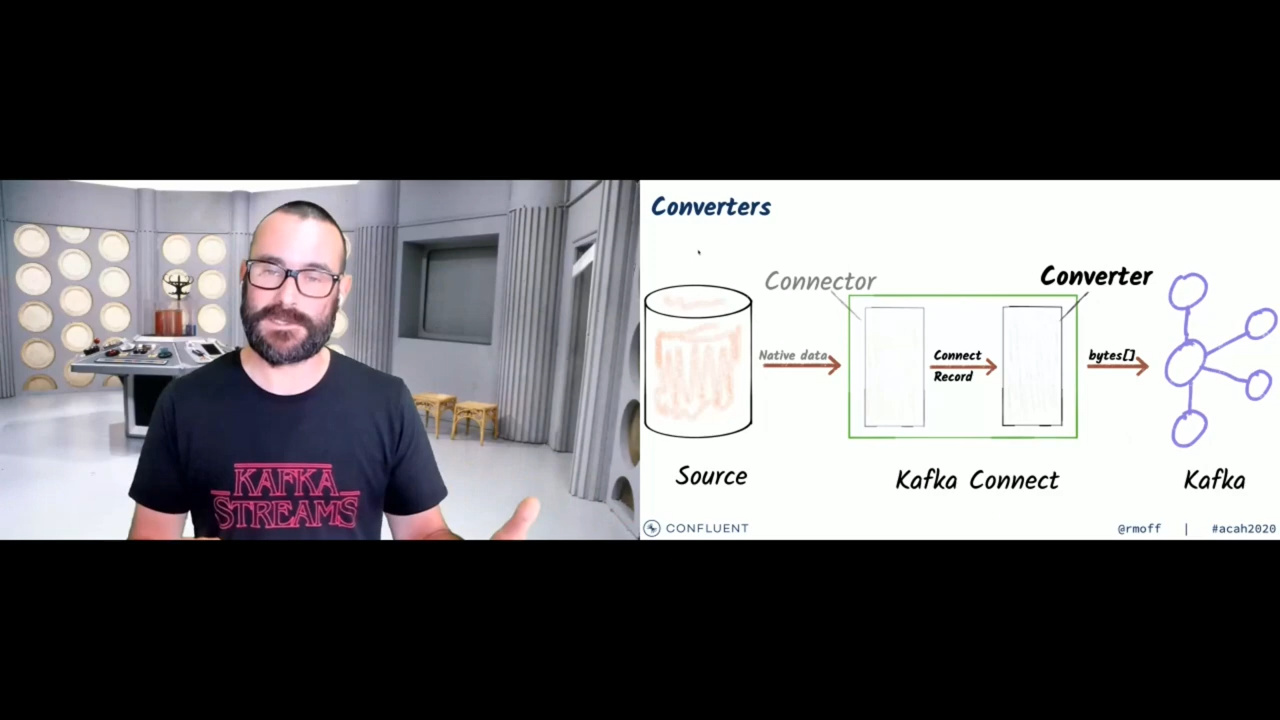 KAFKA
STREAMS
Converters
Connector
Converter
Native data
Connect
Record
bytes[]
Source
Kafka Connect
Kafka
CONFLUENT
@rmoff | #acah2020